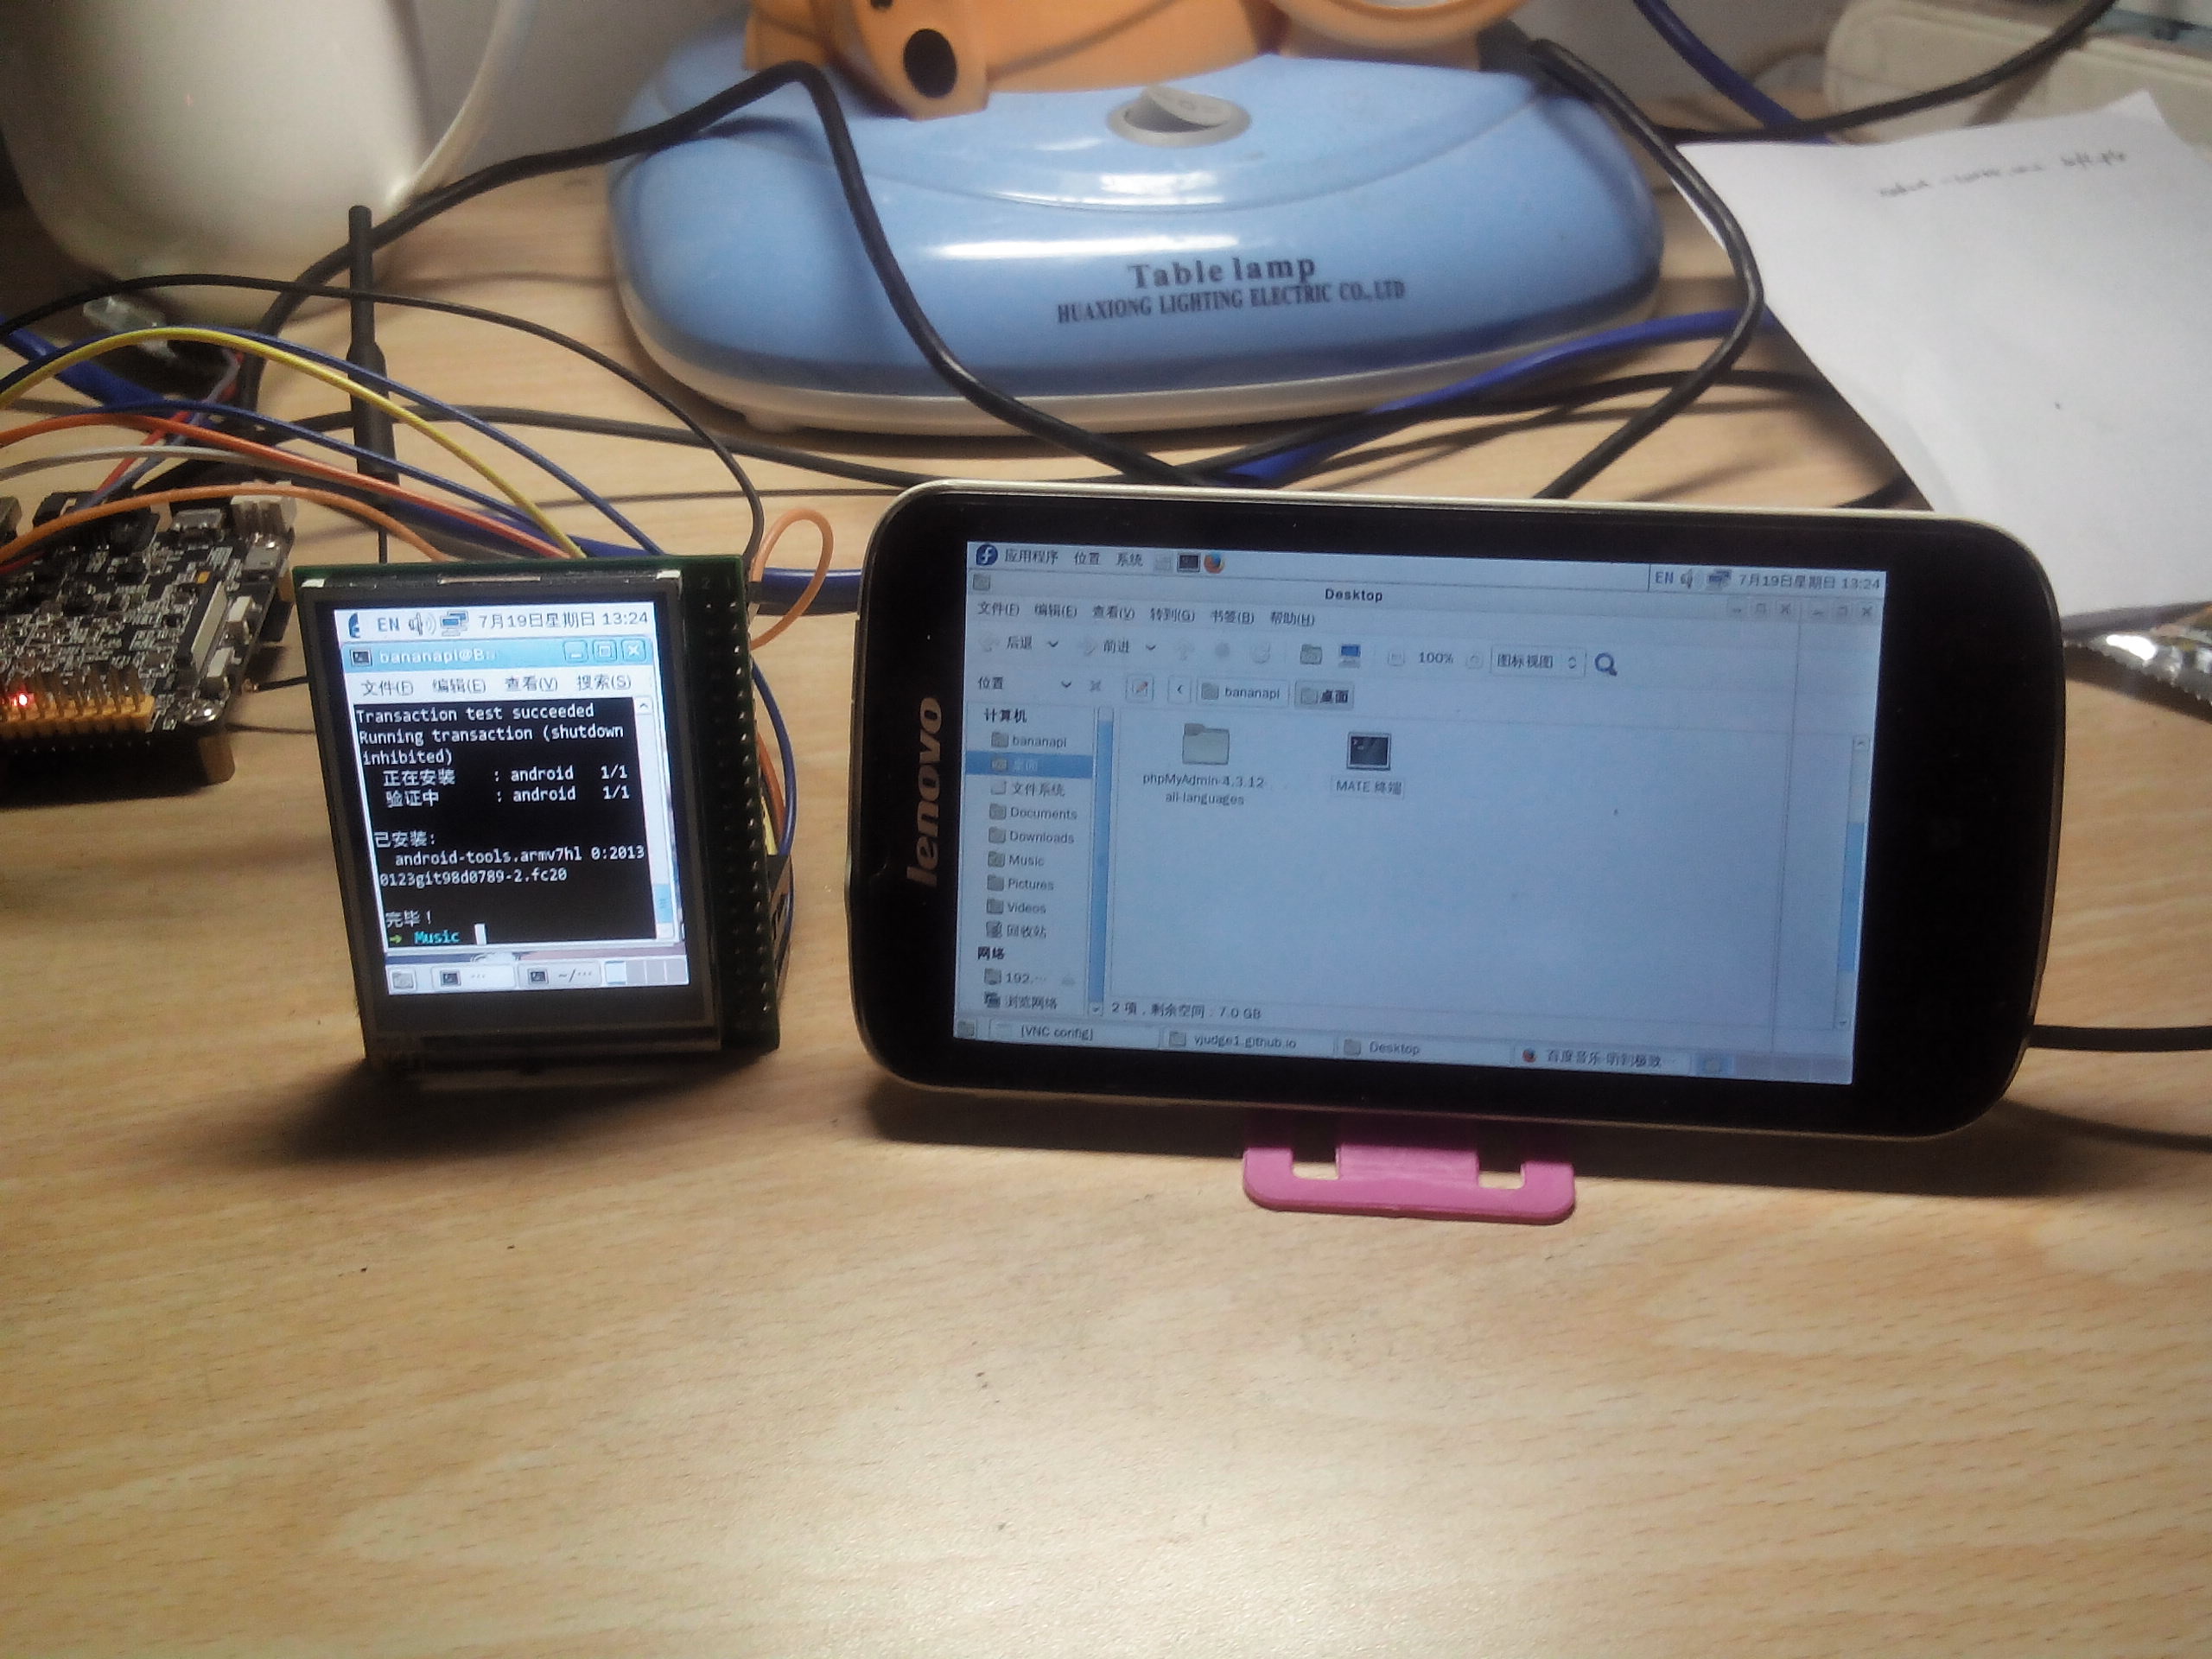 Table lamp
HUAXIONG LIGHTING ELECTRIC CO., LTD
EN 7月19日星期日 13:24
bananapi@B
文件(F) 编辑(E) 查看(V) 搜索(S)
Transaction test succeeded
Running transaction (shutdown
inhibited)
正在安装 : android 1/1
验证中 : android 1/1
已安装:
android-tools.armv7hl 0:2013
0123git98d0789-2.fc20
完毕！
→ Music
~/…
lenovo
应用程序 位置 系统
EN 7月19日星期日 13:24
Desktop
文件(F) 编辑(E) 查看(V) 转到(G) 书签(B) 帮助(H)
后退 前进 100% 图标视图
位置 bananapi 桌面
计算机
bananapi
桌面
文件系统
Documents
Downloads
Music
Pictures
Videos
回收站
网络
192.…
浏览网络
phpMyAdmin-4.3.12-
all-languages
MATE 终端
2 项，剩余空间：7.0 GB
[VNC config] vjudge1.github.io Desktop 百度音乐-听到极致